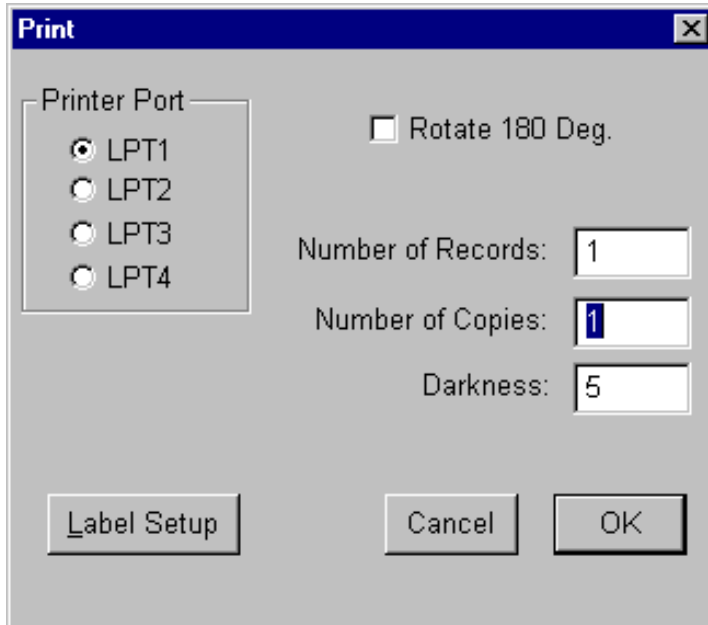 Print
Printer Port
LPT1
LPT2
LPT3
LPT4
Rotate 180 Deg.
Number of Records: 1
Number of Copies: 1
Darkness: 5
Label Setup
Cancel
OK